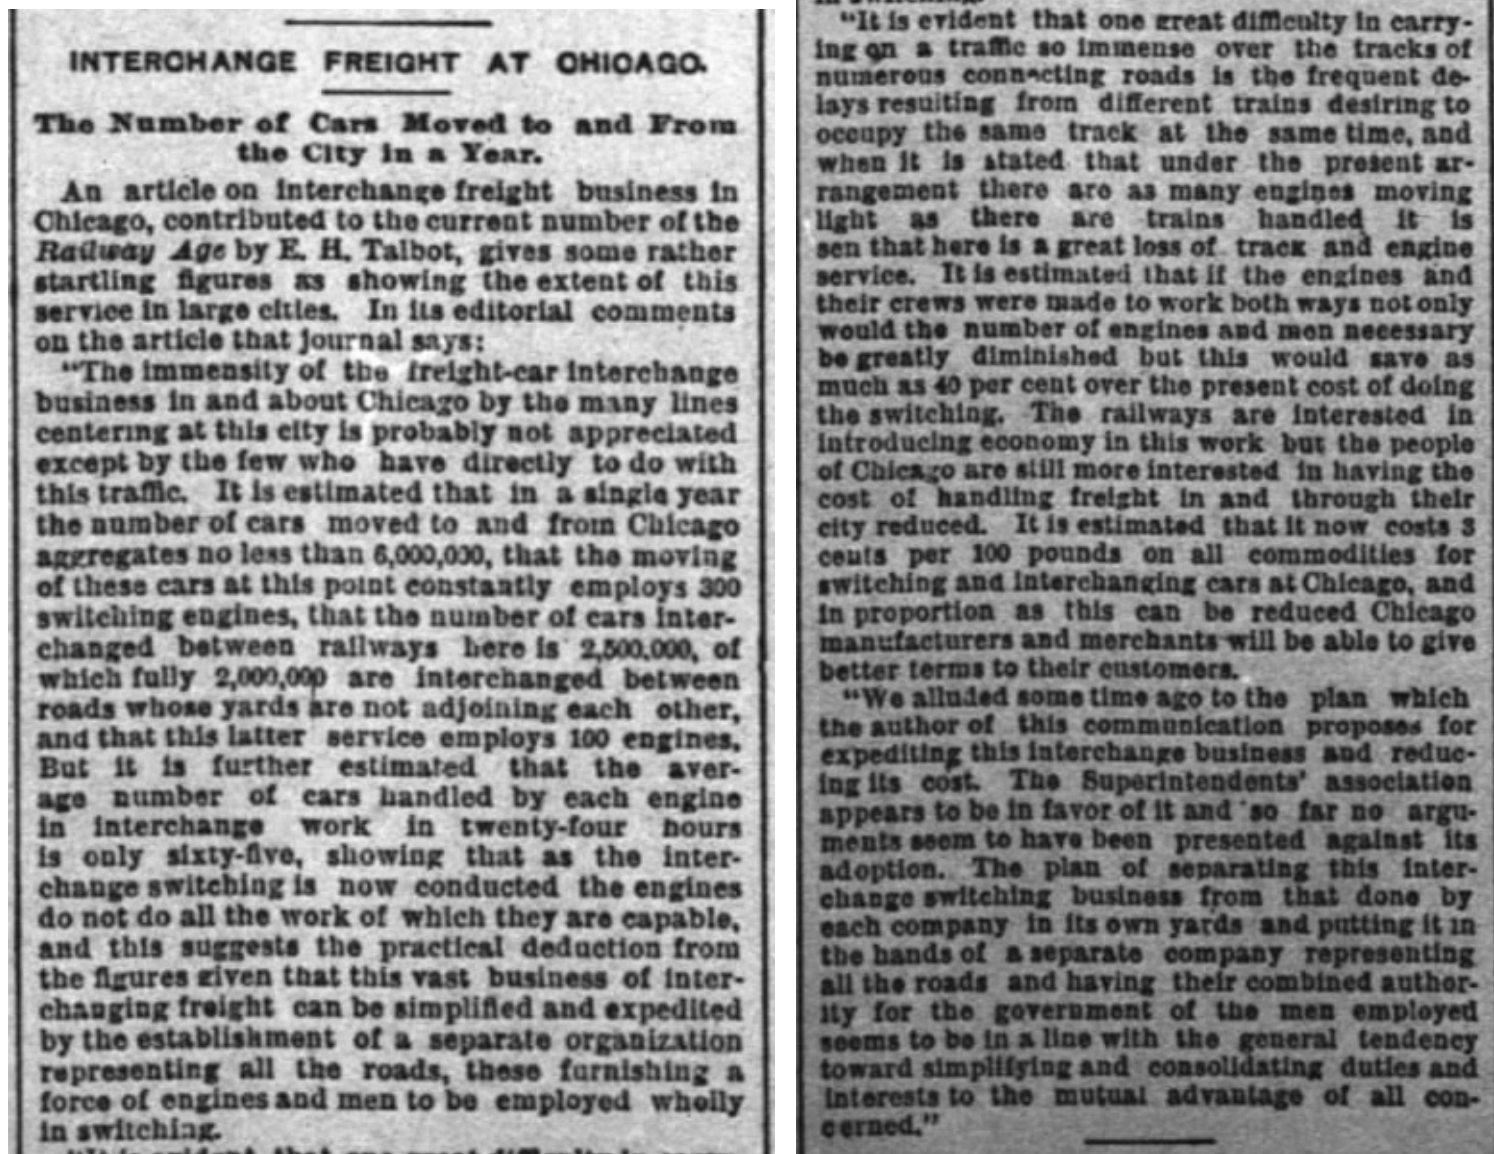 INTERCHANGE FREIGHT AT CHICAGO.
The Number of Cars Moved to and From
the City in a Year.
An article on interchange freight business in
Chicago, contributed to the current number of the
Railway Age by E. H. Talbot, gives some rather
startling figures as showing the extent of this
service in large cities. In its editorial comments
on the article that journal says:
"The immensity of the freight-car interchange
business in and about Chicago by the many lines
centering at this city is probably not appreciated
except by the few who have directly to do with
this traffic. It is estimated that in a single year
the number of cars moved to and from Chicago
aggregates no less than 6,000,000, that the moving
of these cars at this point constantly employs 300
switching engines, that the number of cars inter-
changed between railways here is 2,500,000, of
which fully 2,000,000 are interchanged between
roads whose yards are not adjoining each other,
and that this latter service employs 100 engines.
But it is further estimated that the aver-
age number of cars handled by each engine
in interchange work in twenty-four hours
is only sixty-five, showing that as the inter-
change switching is now conducted the engines
do not do all the work of which they are capable,
and this suggests the practical deduction from
the figures given that this vast business of inter-
changing freight can be simplified and expedited
by the establishment of a separate organization
representing all the roads, these furnishing a
force of engines and men to be employed wholly
in switching.
"It is evident that one great difficulty in carry-
ing on a traffic so immense over the tracks of
numerous connecting roads is the frequent de-
lays resulting from different trains desiring to
occupy the same track at the same time, and
when it is stated that under the present ar-
rangement there are as many engines moving
light as there are trains handled it is
sen that here is a great loss of track and engine
service. It is estimated that if the engines and
their crews were made to work both ways not only
would the number of engines and men necessary
be greatly diminished but this would save as
much as 40 per cent over the present cost of doing
the switching. The railways are interested in
introducing economy in this work but the people
of Chicago are still more interested in having the
cost of handling freight in and through their
city reduced. It is estimated that it now costs 3
cents per 100 pounds on all commodities for
switching and interchanging cars at Chicago, and
in proportion as this can be reduced Chicago
manufacturers and merchants will be able to give
better terms to their customers.
"We alluded some time ago to the plan which
the author of this communication proposes for
expediting this interchange business and reduc-
ing its cost. The Superintendents' association
appears to be in favor of it and so far no argu-
ments seem to have been presented against its
adoption. The plan of separating this inter-
change switching business from that done by
each company in its own yards and putting it in
the hands of a separate company representing
all the roads and having their combined author-
ity for the government of the men employed
seems to be in a line with the general tendency
toward simplifying and consolidating duties and
interests to the mutual advantage of all con-
cerned."